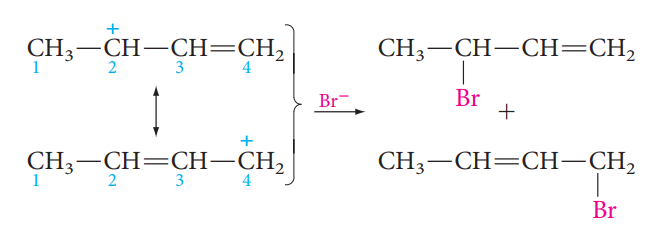 +
CH₃—CH—CH=CH₂
1 2 3 4
CH₃—CH—CH=CH₂
Br
Br⁻
+
+
CH₃—CH=CH—CH₂
1 2 3 4
CH₃—CH=CH—CH₂
Br